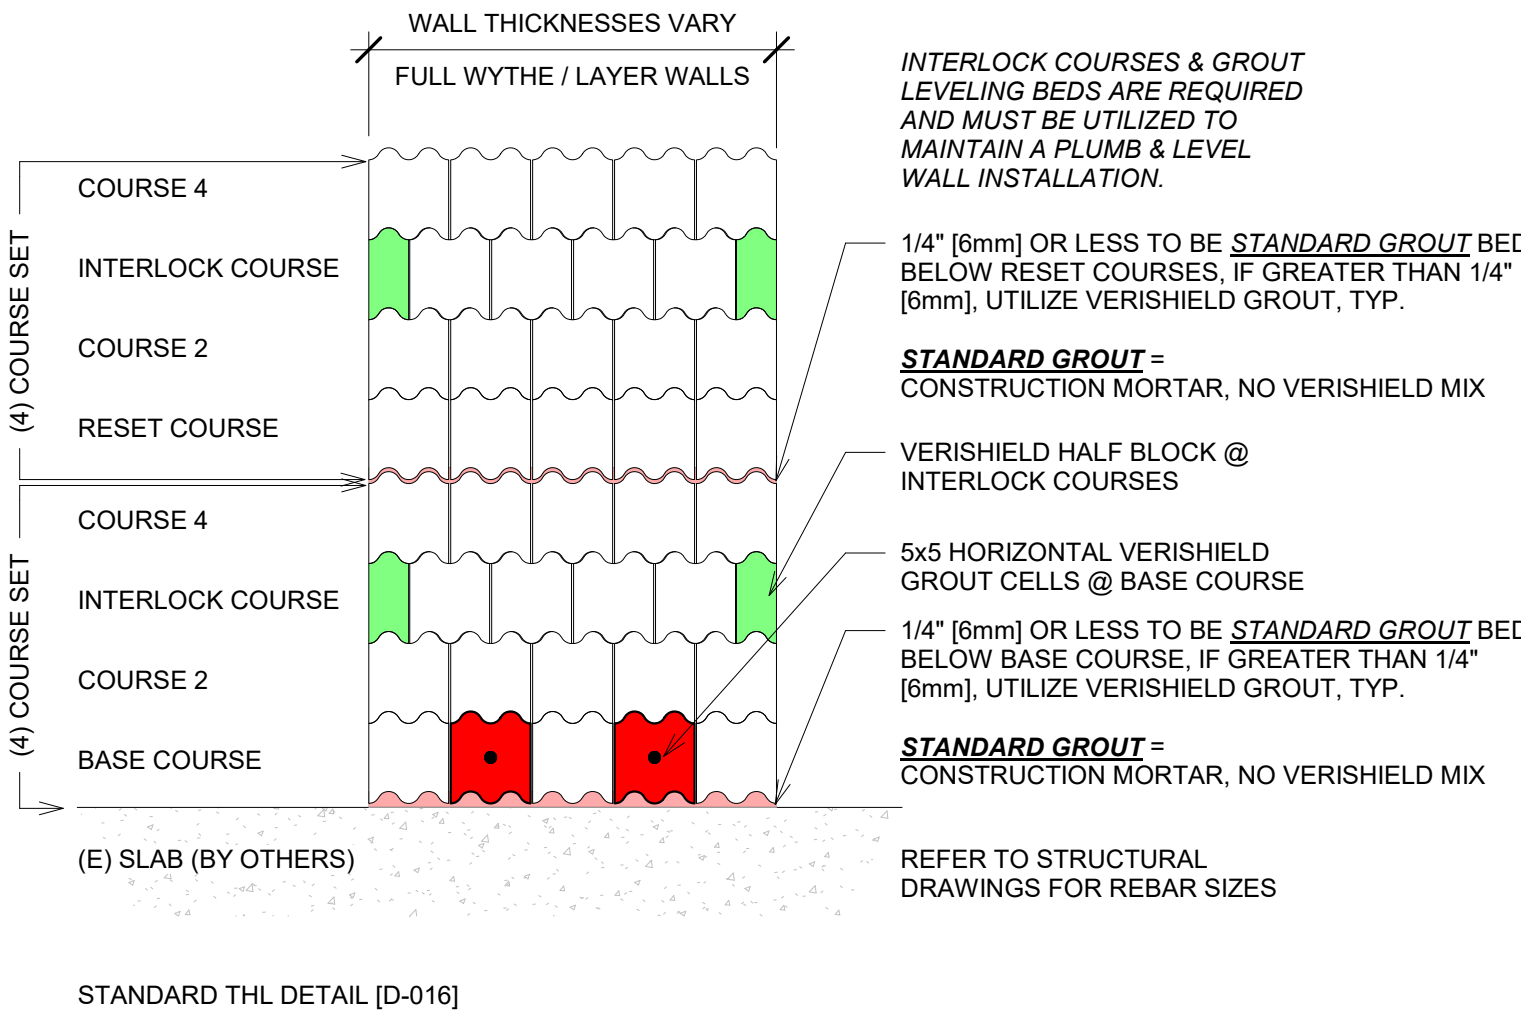 WALL THICKNESSES VARY
FULL WYTHE / LAYER WALLS
(4) COURSE SET
COURSE 4
INTERLOCK COURSE
COURSE 2
RESET COURSE
(4) COURSE SET
COURSE 4
INTERLOCK COURSE
COURSE 2
BASE COURSE
(E) SLAB (BY OTHERS)
INTERLOCK COURSES & GROUT
LEVELING BEDS ARE REQUIRED
AND MUST BE UTILIZED TO
MAINTAIN A PLUMB & LEVEL
WALL INSTALLATION.
1/4" [6mm] OR LESS TO BE STANDARD GROUT BED
BELOW RESET COURSES, IF GREATER THAN 1/4"
[6mm], UTILIZE VERISHIELD GROUT, TYP.
STANDARD GROUT =
CONSTRUCTION MORTAR, NO VERISHIELD MIX
VERISHIELD HALF BLOCK @
INTERLOCK COURSES
5x5 HORIZONTAL VERISHIELD
GROUT CELLS @ BASE COURSE
1/4" [6mm] OR LESS TO BE STANDARD GROUT BED
BELOW BASE COURSE, IF GREATER THAN 1/4"
[6mm], UTILIZE VERISHIELD GROUT, TYP.
STANDARD GROUT =
CONSTRUCTION MORTAR, NO VERISHIELD MIX
REFER TO STRUCTURAL
DRAWINGS FOR REBAR SIZES
STANDARD THL DETAIL [D-016]